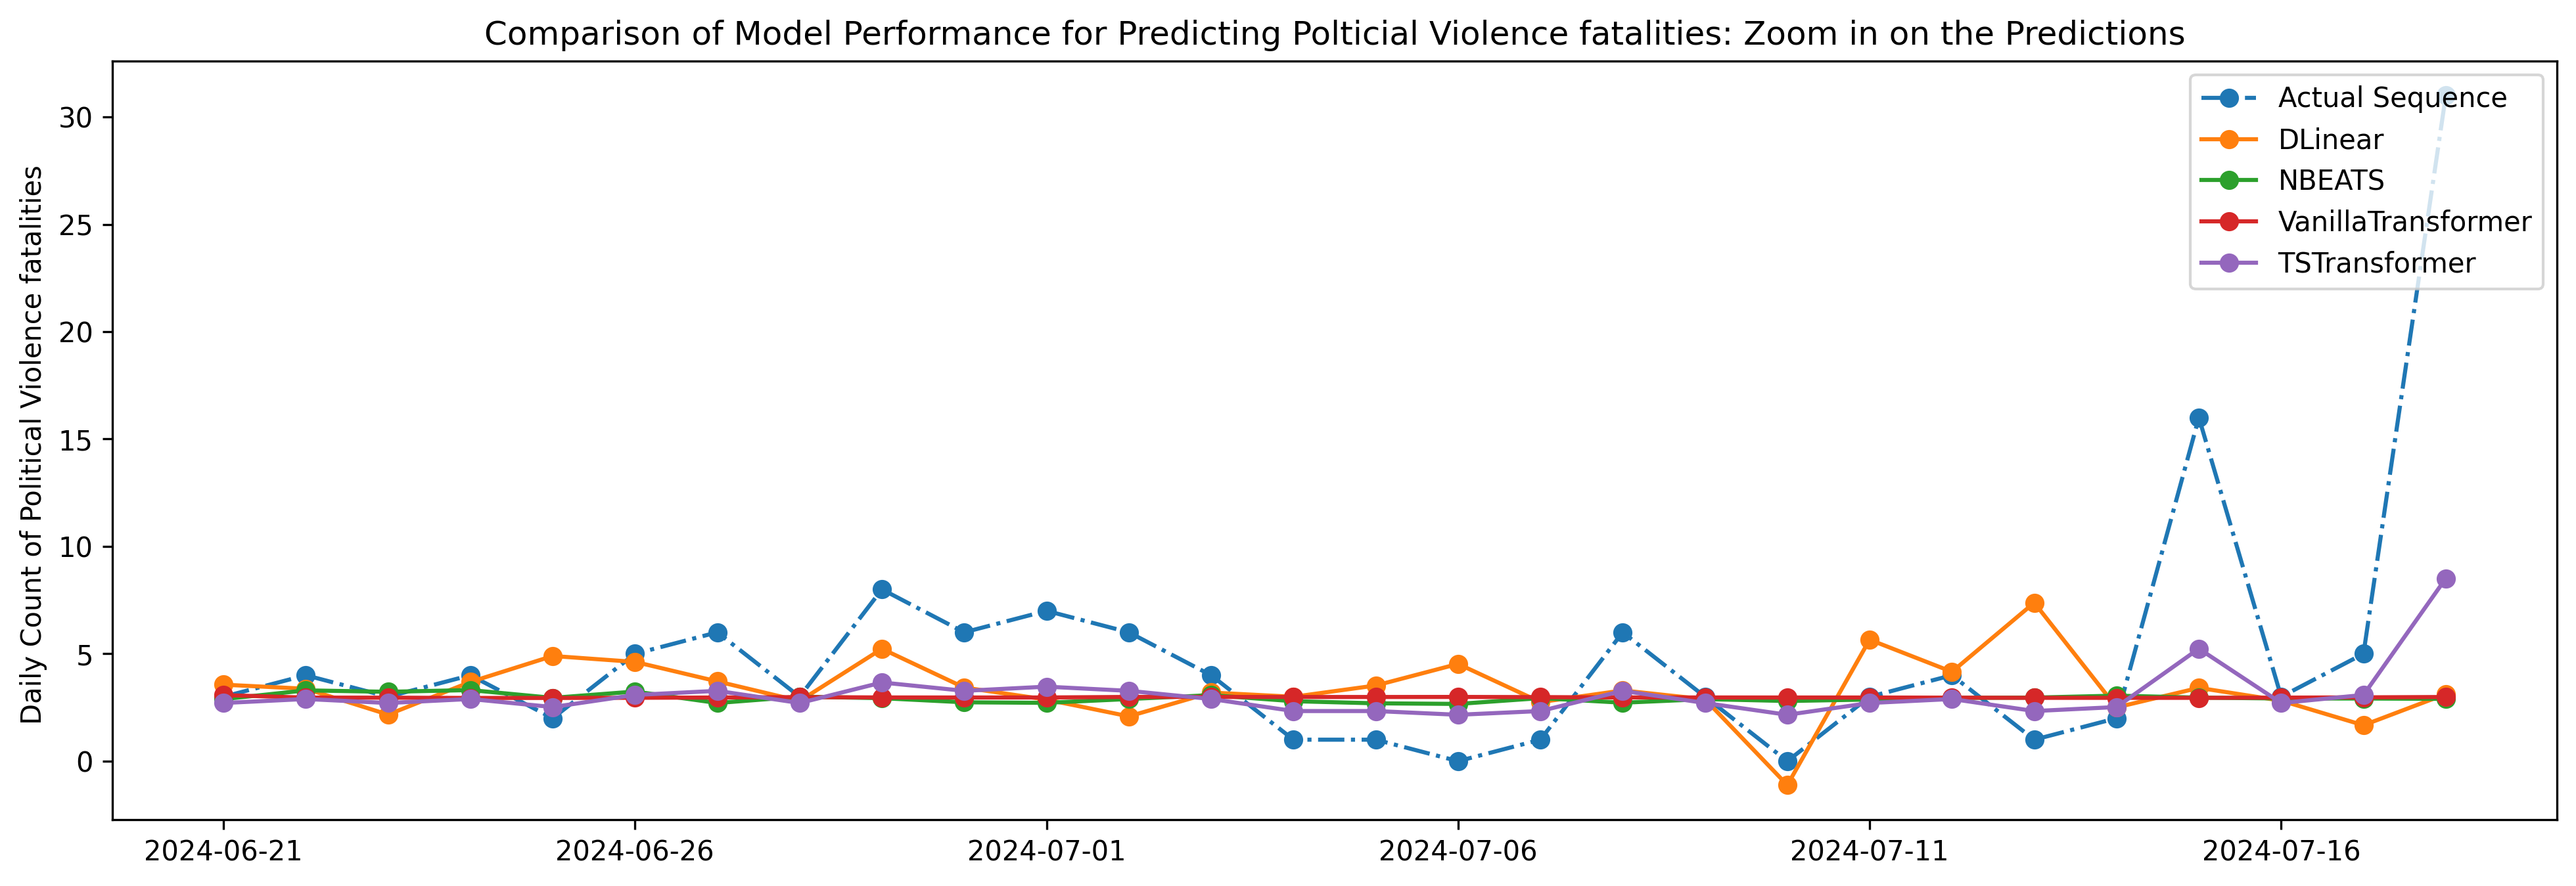 Comparison of Model Performance for Predicting Polticial Violence fatalities: Zoom in on the Predictions
Daily Count of Political Violence fatalities
30
25
20
15
10
5
0
Actual Sequence
DLinear
NBEATS
VanillaTransformer
TSTransformer
2024-06-21
2024-06-26
2024-07-01
2024-07-06
2024-07-11
2024-07-16